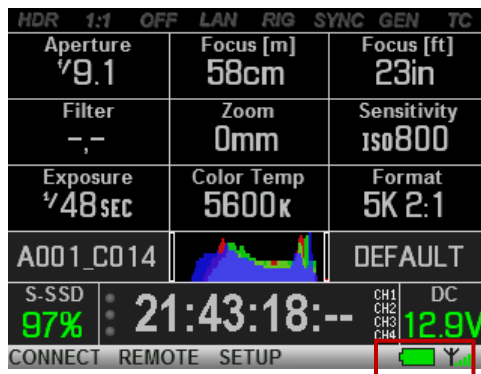 HDR 1:1 OFF LAN RIG SYNC GEN TC
Aperture Focus [m] Focus [ft]
f/9.1 58cm 23in
Filter Zoom Sensitivity
-,- 0mm ISO800
Exposure Color Temp Format
1/48 SEC 5600K 5K 2:1
A001_C014 DEFAULT
S-SSD CH1 DC
97% 21:43:18:-- CH2 12.9V
CH3
CH4
CONNECT REMOTE SETUP